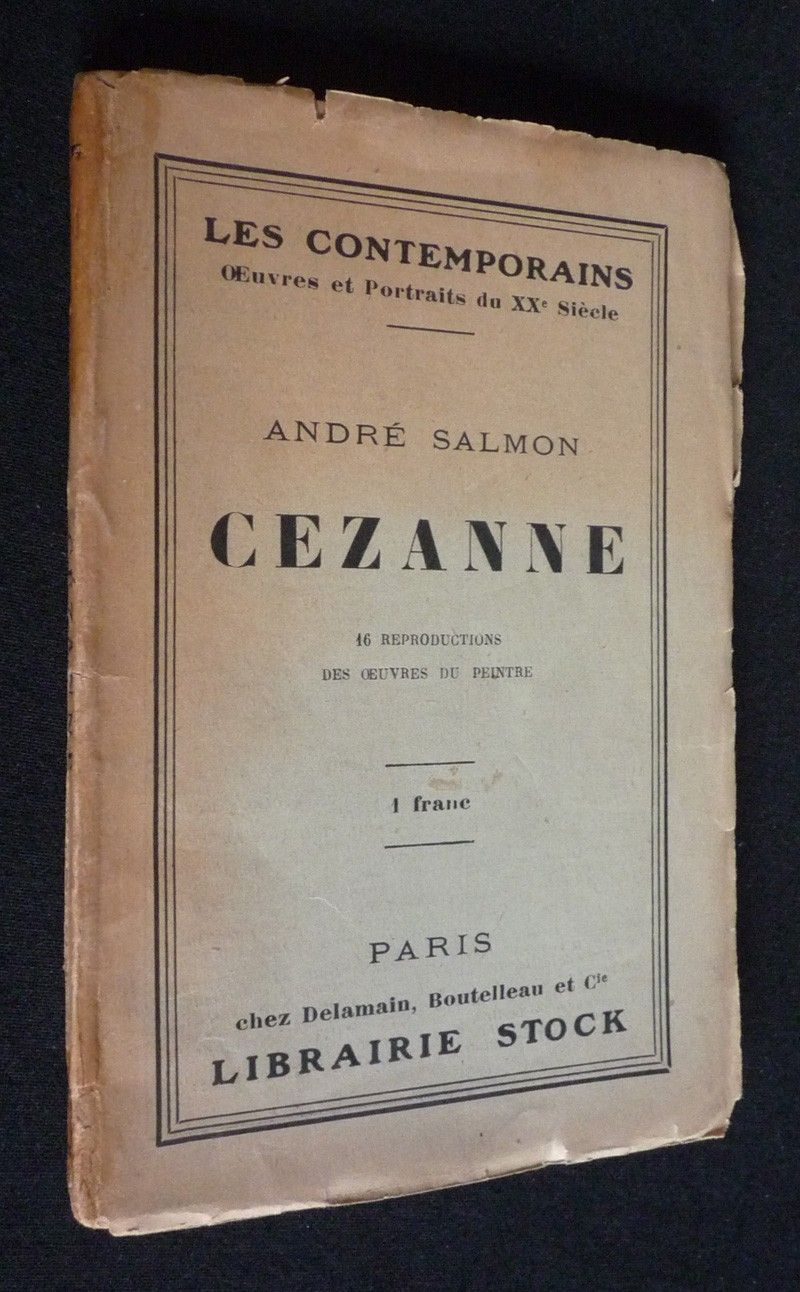 LES CONTEMPORAINS
Œuvres et Portraits du XXe Siècle
ANDRÉ SALMON
CEZANNE
16 REPRODUCTIONS
DES ŒUVRES DU PEINTRE
1 franc
PARIS
chez Delamain, Boutelleau et Cie
LIBRAIRIE STOCK